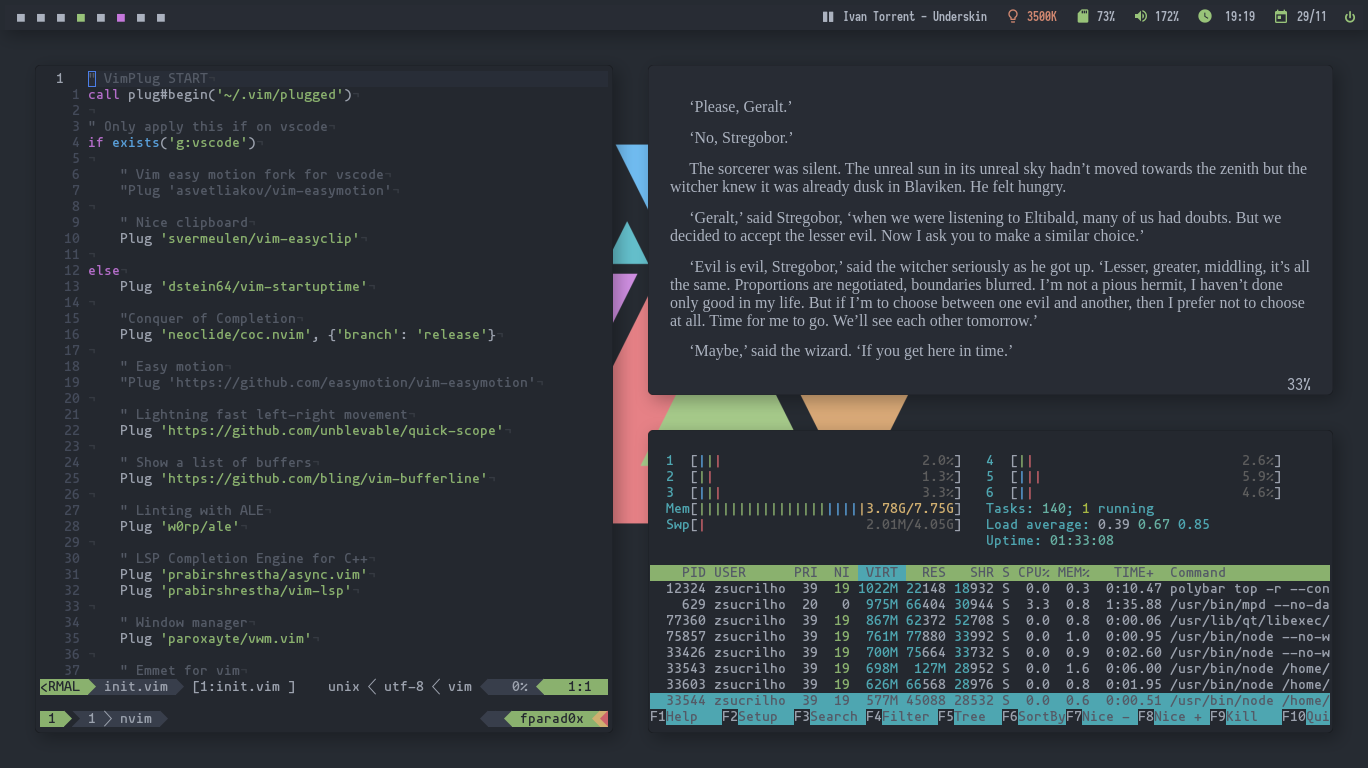 Ivan Torrent - Underskin 3500K 73% 172% 19:19 29/11
1 " VimPlug START¬
1 call plug#begin('~/.vim/plugged')¬
2 ¬
3 " Only apply this if on vscode¬
4 if exists('g:vscode')¬
5 ¬
6 " Vim easy motion fork for vscode¬
7 "Plug 'asvetliakov/vim-easymotion'¬
8 ¬
9 " Nice clipboard¬
10 Plug 'svermeulen/vim-easyclip'¬
11 ¬
12 else¬
13 Plug 'dstein64/vim-startuptime'¬
14 ¬
15 "Conquer of Completion¬
16 Plug 'neoclide/coc.nvim', {'branch': 'release'}¬
17 ¬
18 " Easy motion¬
19 "Plug 'https://github.com/easymotion/vim-easymotion'¬
20 ¬
21 " Lightning fast left-right movement¬
22 Plug 'https://github.com/unblevable/quick-scope'¬
23 ¬
24 " Show a list of buffers¬
25 Plug 'https://github.com/bling/vim-bufferline'¬
26 ¬
27 " Linting with ALE¬
28 Plug 'w0rp/ale'¬
29 ¬
30 " LSP Completion Engine for C++¬
31 Plug 'prabirshrestha/async.vim'¬
32 Plug 'prabirshrestha/vim-lsp'¬
33 ¬
34 " Window manager¬
35 Plug 'paroxayte/vwm.vim'¬
36 ¬
37 " Emmet for vim¬
<RMAL init.vim [1:init.vim ] unix utf-8 vim 0% 1:1
1 1 nvim fparad0x
‘Please, Geralt.’
‘No, Stregobor.’
The sorcerer was silent. The unreal sun in its unreal sky hadn’t moved towards the zenith but the
witcher knew it was already dusk in Blaviken. He felt hungry.
‘Geralt,’ said Stregobor, ‘when we were listening to Eltibald, many of us had doubts. But we
decided to accept the lesser evil. Now I ask you to make a similar choice.’
‘Evil is evil, Stregobor,’ said the witcher seriously as he got up. ‘Lesser, greater, middling, it’s all
the same. Proportions are negotiated, boundaries blurred. I’m not a pious hermit, I haven’t done
only good in my life. But if I’m to choose between one evil and another, then I prefer not to choose
at all. Time for me to go. We’ll see each other tomorrow.’
‘Maybe,’ said the wizard. ‘If you get here in time.’
33%
1 [||| 2.0%] 4 [|| 2.6%]
2 [|| 1.3%] 5 [||| 5.9%]
3 [||| 3.3%] 6 [|| 4.6%]
Mem[|||||||||||||||||||||3.78G/7.75G] Tasks: 140; 1 running
Swp[| 2.01M/4.05G] Load average: 0.39 0.67 0.85
Uptime: 01:33:08
PID USER PRI NI VIRT RES SHR S CPU% MEM% TIME+ Command
12324 zsucrilho 39 19 1022M 22148 18932 S 0.0 0.3 0:10.47 polybar top -r --con
629 zsucrilho 20 0 975M 66404 30944 S 3.3 0.8 1:35.88 /usr/bin/mpd --no-da
77360 zsucrilho 39 19 867M 62372 52708 S 0.0 0.8 0:00.06 /usr/lib/qt/libexec/
75857 zsucrilho 39 19 761M 77880 33992 S 0.0 1.0 0:00.95 /usr/bin/node --no-w
33426 zsucrilho 39 19 700M 75664 33732 S 0.0 0.9 0:02.60 /usr/bin/node --no-w
33543 zsucrilho 39 19 698M 127M 28952 S 0.0 1.6 0:06.00 /usr/bin/node /home/
33603 zsucrilho 39 19 626M 66568 28976 S 0.0 0.8 0:01.95 /usr/bin/node /home/
33544 zsucrilho 39 19 577M 45088 28532 S 0.0 0.6 0:00.51 /usr/bin/node /home/
F1Help F2Setup F3Search F4Filter F5Tree F6SortBy F7Nice - F8Nice + F9Kill F10Qui